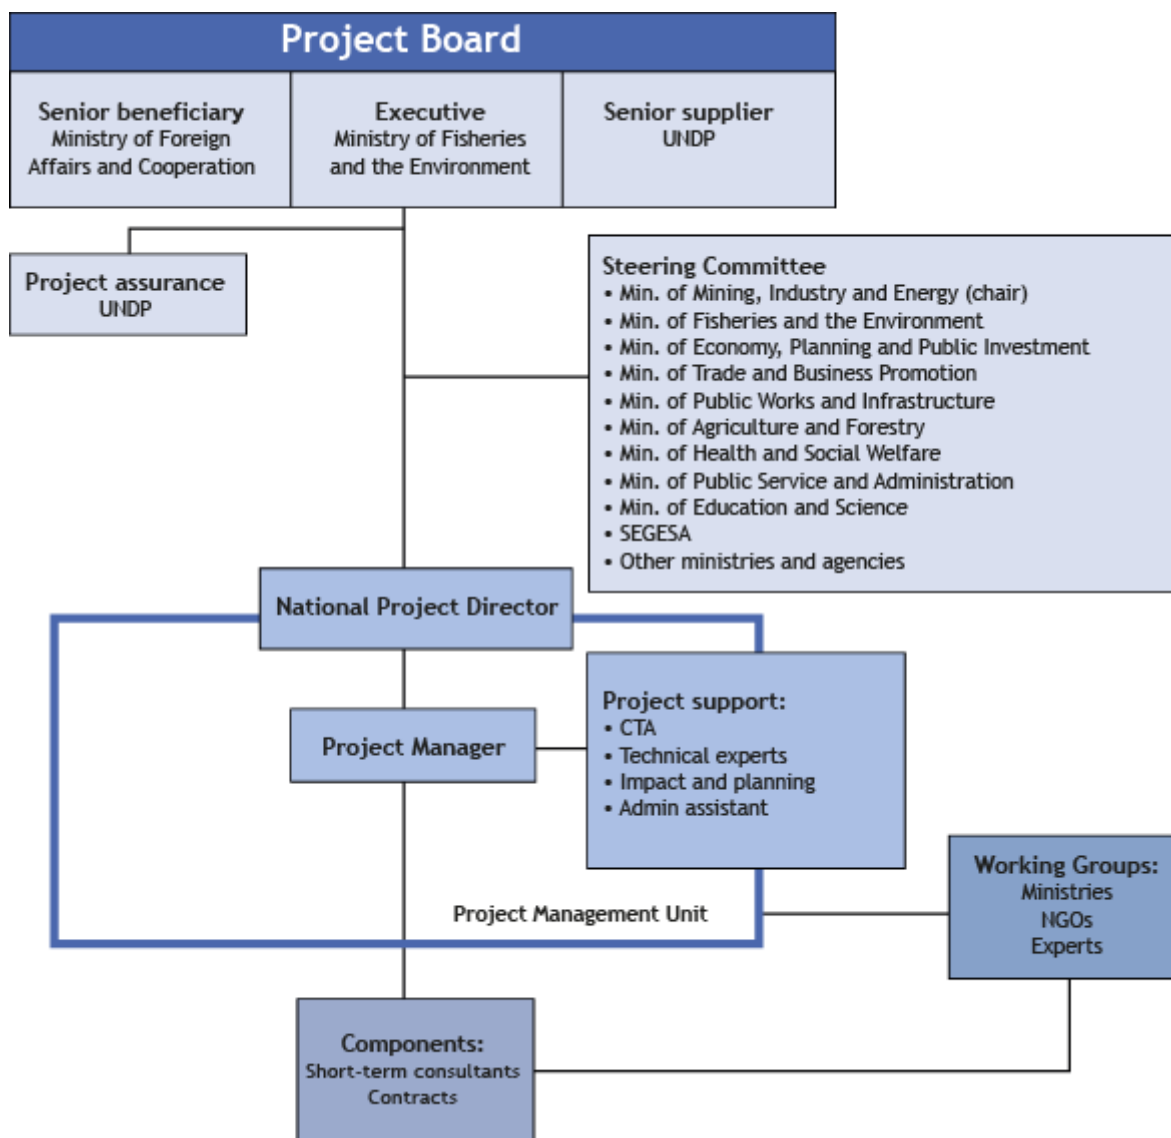 Project Board
Senior beneficiary
Ministry of Foreign
Affairs and Cooperation
Executive
Ministry of Fisheries
and the Environment
Senior supplier
UNDP
Project assurance
UNDP
Steering Committee
• Min. of Mining, Industry and Energy (chair)
• Min. of Fisheries and the Environment
• Min. of Economy, Planning and Public Investment
• Min. of Trade and Business Promotion
• Min. of Public Works and Infrastructure
• Min. of Agriculture and Forestry
• Min. of Health and Social Welfare
• Min. of Public Service and Administration
• Min. of Education and Science
• SEGESA
• Other ministries and agencies
National Project Director
Project Manager
Project support:
• CTA
• Technical experts
• Impact and planning
• Admin assistant
Project Management Unit
Working Groups:
Ministries
NGOs
Experts
Components:
Short-term consultants
Contracts